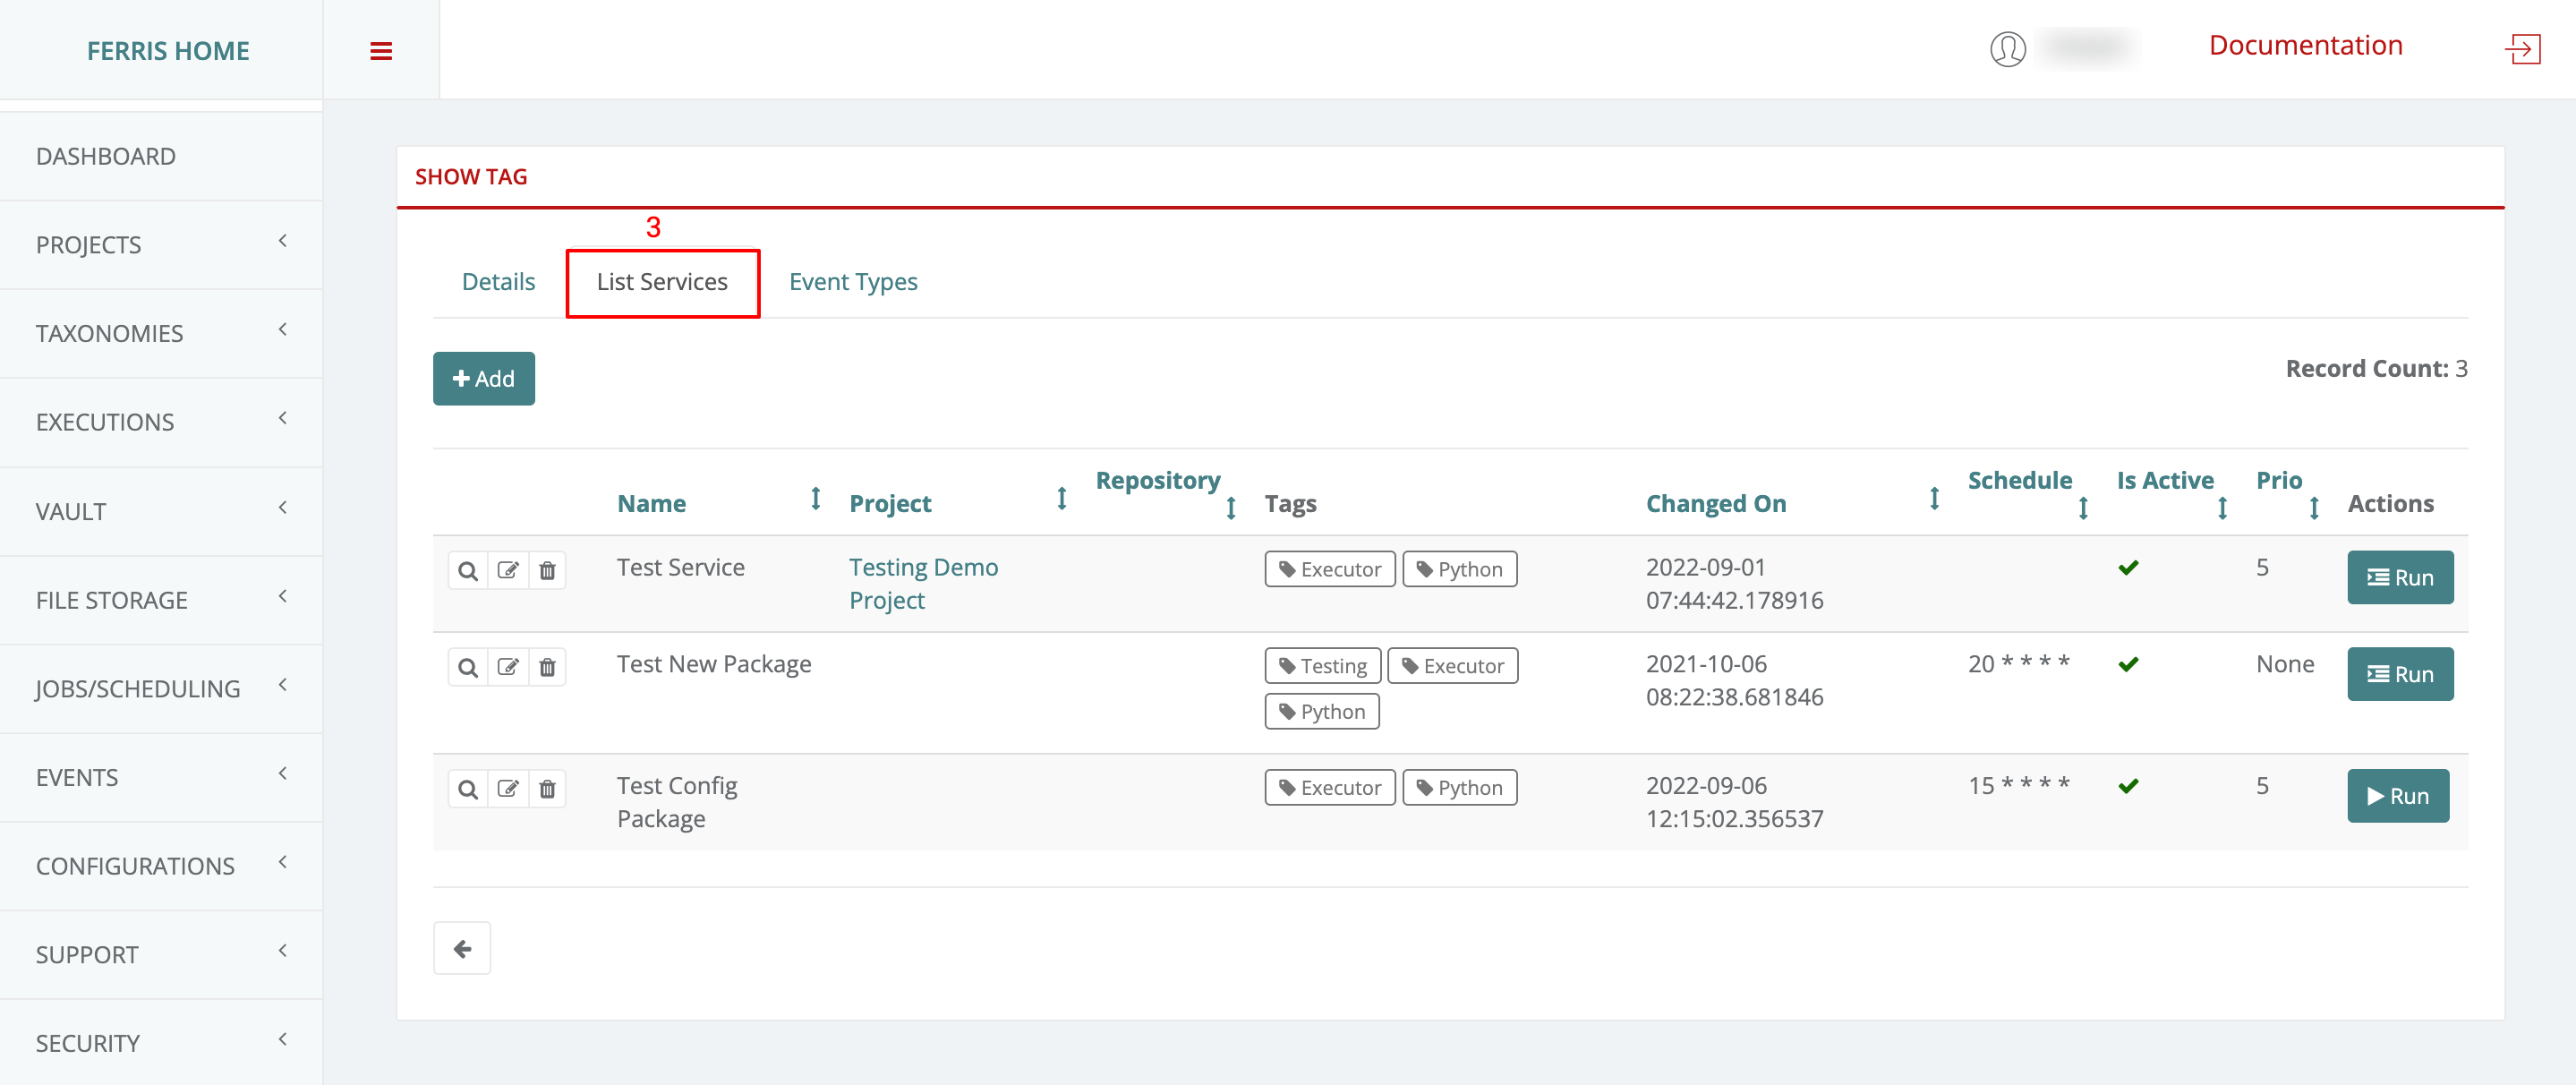 FERRIS HOME
Documentation
DASHBOARD
PROJECTS
TAXONOMIES
EXECUTIONS
VAULT
FILE STORAGE
JOBS/SCHEDULING
EVENTS
CONFIGURATIONS
SUPPORT
SECURITY
SHOW TAG
3
Details List Services Event Types
Add
Record Count: 3
Name Project Repository Tags Changed On Schedule Is Active Prio Actions
Test Service Testing Demo Executor Python 2022-09-01 5 Run
Project 07:44:42.178916
Test New Package Testing Executor 2021-10-06 20 * * * * None Run
Python 08:22:38.681846
Test Config Executor Python 2022-09-06 15 * * * * 5 Run
Package 12:15:02.356537